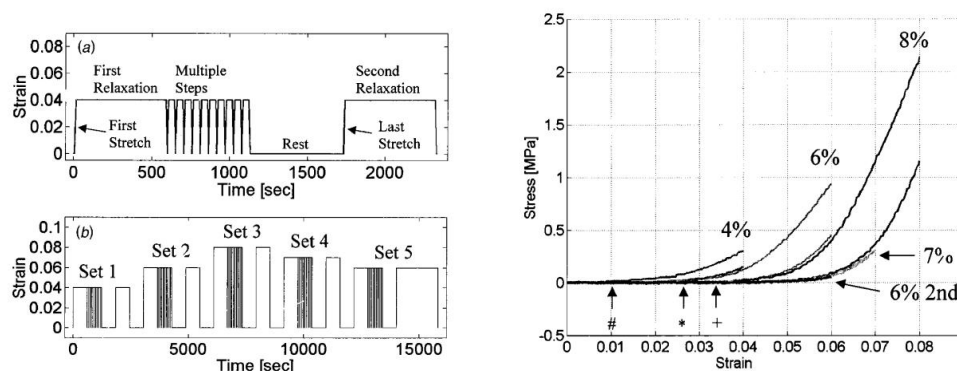 (a)
First
Relaxation
Multiple
Steps
Second
Relaxation
First
Stretch
Rest
Last
Stretch
Strain
0.08
0.06
0.04
0.02
0
0 500 1000 1500 2000
Time [sec]
(b)
Set 1
Set 2
Set 3
Set 4
Set 5
Strain
0.1
0.08
0.06
0.04
0.02
0
0 5000 10000 15000
Time [sec]
Stress [MPa]
2.5
2
1.5
1
0.5
0
-0.5
8%
6%
4%
7%
6% 2nd
# * +
0 0.01 0.02 0.03 0.04 0.05 0.06 0.07 0.08
Strain